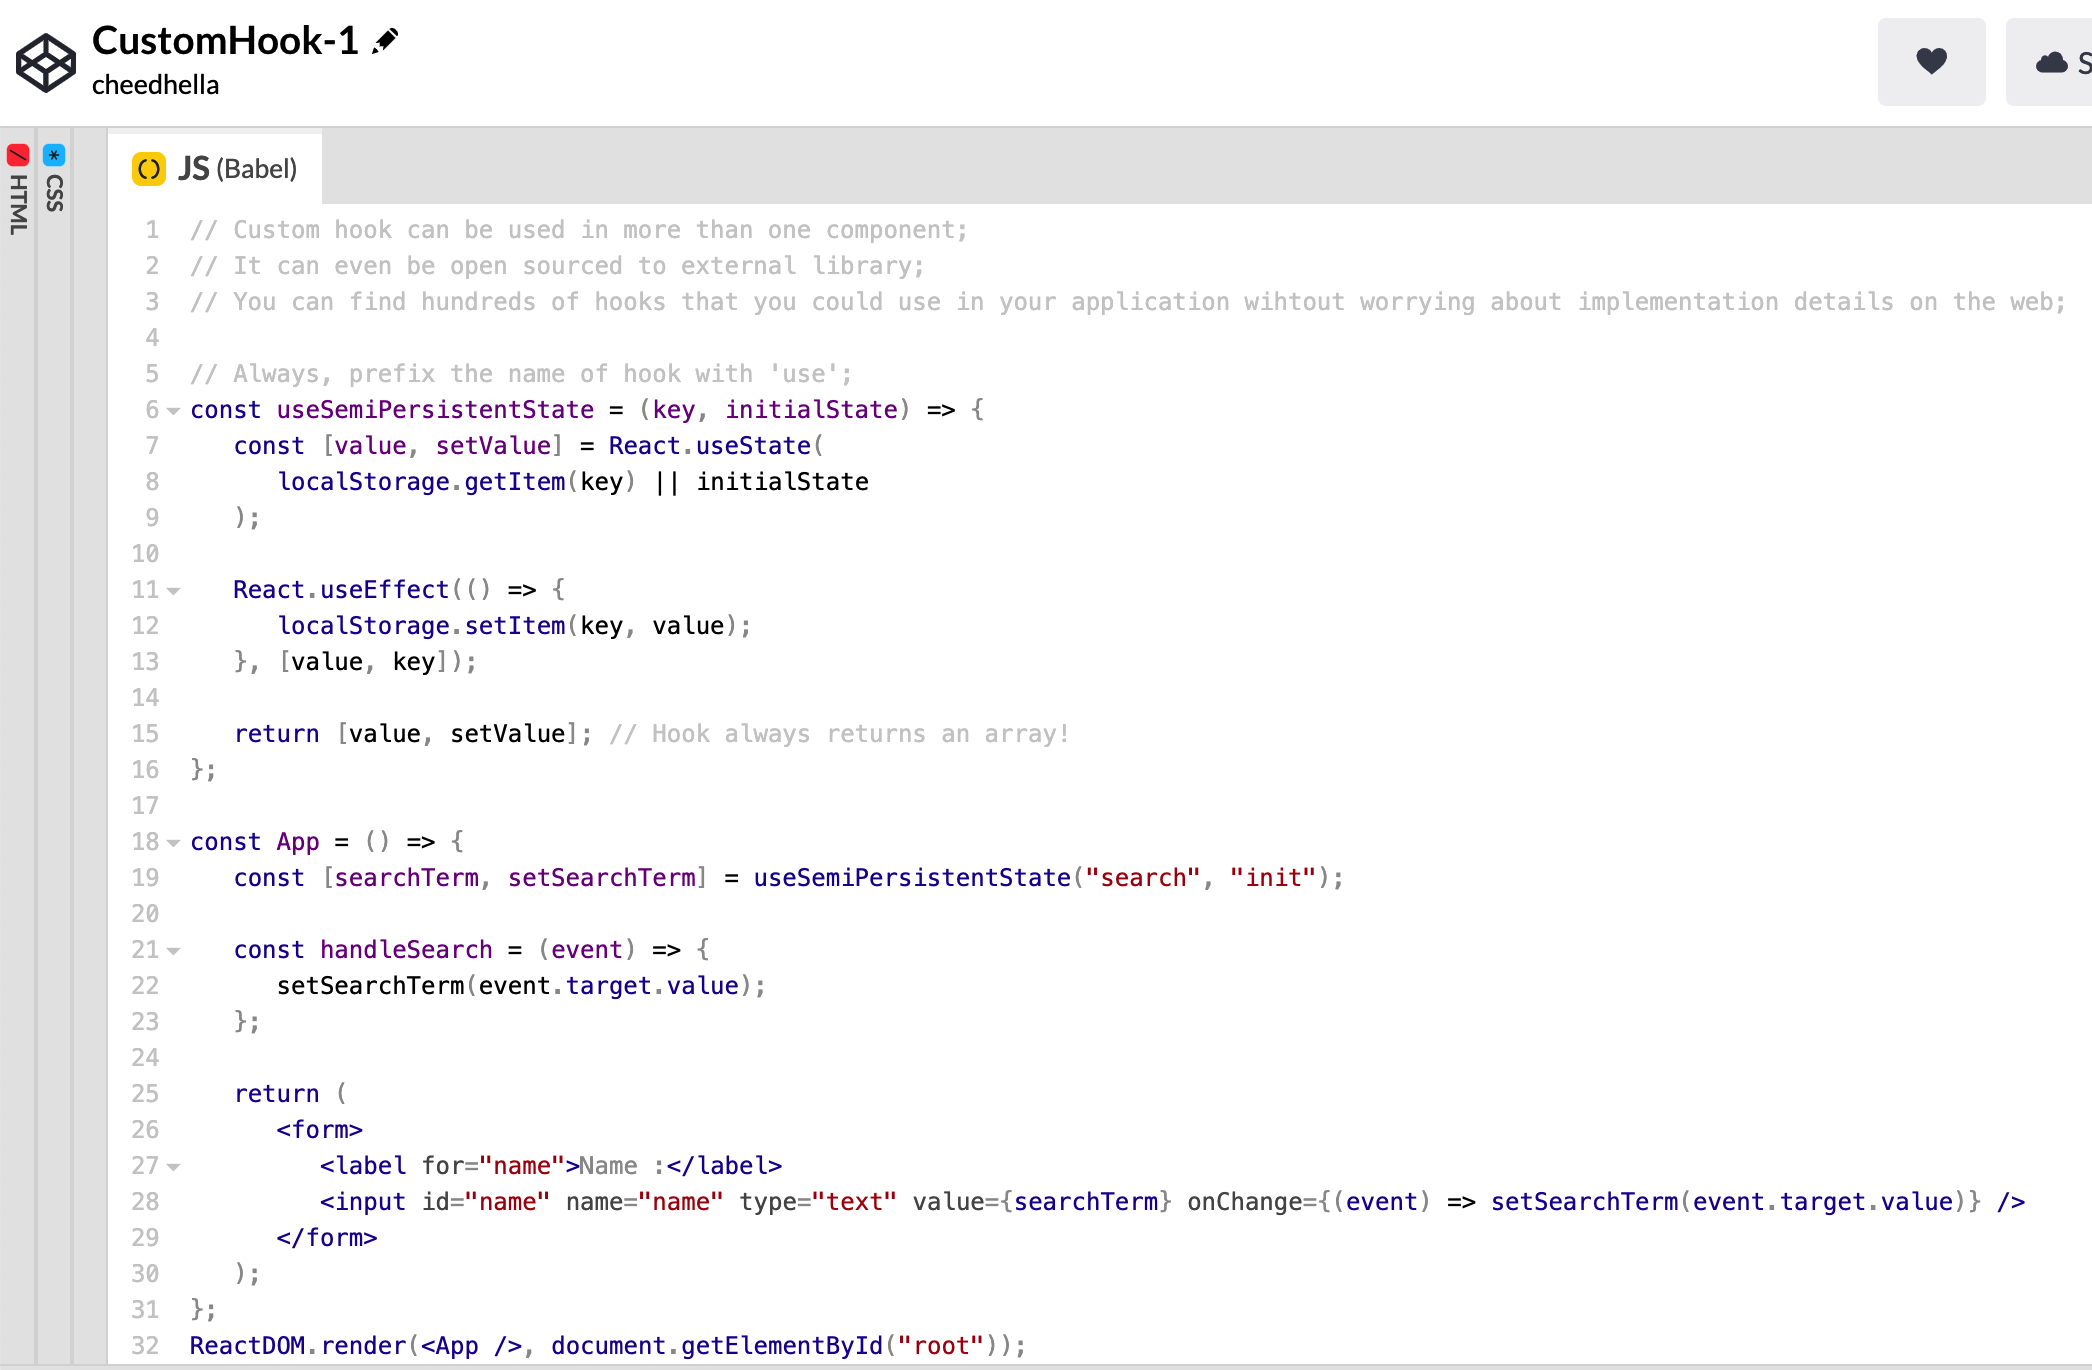 CustomHook-1
cheedhella
HTML
CSS
JS (Babel)
1 // Custom hook can be used in more than one component;
2 // It can even be open sourced to external library;
3 // You can find hundreds of hooks that you could use in your application wihtout worrying about implementation details on the web;
4
5 // Always, prefix the name of hook with 'use';
6 const useSemiPersistentState = (key, initialState) => {
7    const [value, setValue] = React.useState(
8       localStorage.getItem(key) || initialState
9    );
10
11    React.useEffect(() => {
12       localStorage.setItem(key, value);
13    }, [value, key]);
14
15    return [value, setValue]; // Hook always returns an array!
16 };
17
18 const App = () => {
19    const [searchTerm, setSearchTerm] = useSemiPersistentState("search", "init");
20
21    const handleSearch = (event) => {
22       setSearchTerm(event.target.value);
23    };
24
25    return (
26       <form>
27          <label for="name">Name :</label>
28          <input id="name" name="name" type="text" value={searchTerm} onChange={(event) => setSearchTerm(event.target.value)} />
29       </form>
30    );
31 };
32 ReactDOM.render(<App />, document.getElementById("root"));